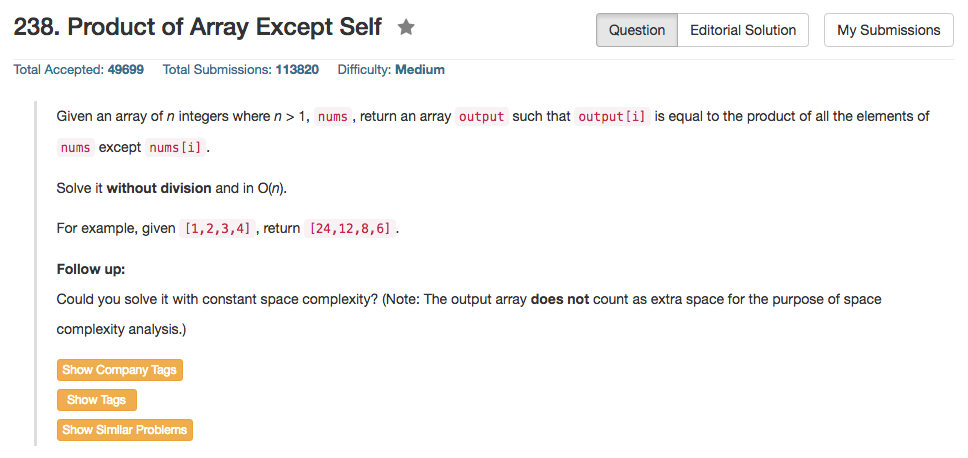 238. Product of Array Except Self
Question
Editorial Solution
My Submissions
Total Accepted: 49699 Total Submissions: 113820 Difficulty: Medium
Given an array of n integers where n > 1, nums , return an array output such that output[i] is equal to the product of all the elements of
nums except nums[i] .
Solve it without division and in O(n).
For example, given [1,2,3,4] , return [24,12,8,6] .
Follow up:
Could you solve it with constant space complexity? (Note: The output array does not count as extra space for the purpose of space
complexity analysis.)
Show Company Tags
Show Tags
Show Similar Problems